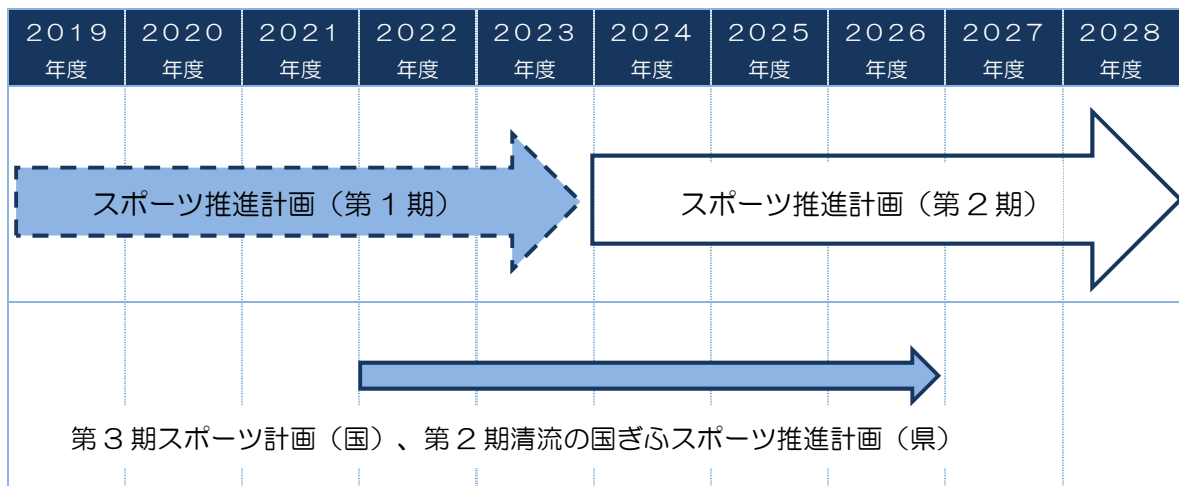 ２０１９ ２０２０ ２０２１ ２０２２ ２０２３ ２０２４ ２０２５ ２０２６ ２０２７ ２０２８
年度 年度 年度 年度 年度 年度 年度 年度 年度 年度
スポーツ推進計画（第１期） スポーツ推進計画（第２期）
第３期スポーツ計画（国）、第２期清流の国ぎふスポーツ推進計画（県）